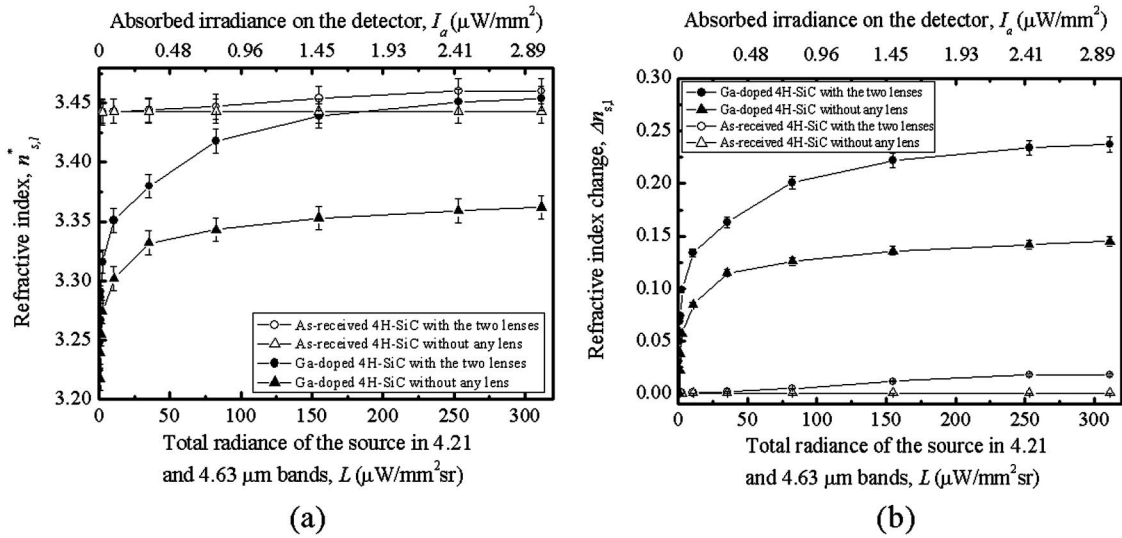 Absorbed irradiance on the detector, Iₐ (μW/mm²)
0 0.48 0.96 1.45 1.93 2.41 2.89
3.45
3.40
3.35
3.30
3.25
3.20
Refractive index, n*ₛ,ₗ
As-received 4H-SiC with the two lenses
As-received 4H-SiC without any lens
Ga-doped 4H-SiC with the two lenses
Ga-doped 4H-SiC without any lens
0 50 100 150 200 250 300
Total radiance of the source in 4.21
and 4.63 μm bands, L (μW/mm²sr)
(a)
Absorbed irradiance on the detector, Iₐ (μW/mm²)
0 0.48 0.96 1.45 1.93 2.41 2.89
0.30
0.25
0.20
0.15
0.10
0.05
0.00
Refractive index change, Δnₛ,ₗ
Ga-doped 4H-SiC with the two lenses
Ga-doped 4H-SiC without any lens
As-received 4H-SiC with the two lenses
As-received 4H-SiC without any lens
0 50 100 150 200 250 300
Total radiance of the source in 4.21
and 4.63 μm bands, L (μW/mm²sr)
(b)